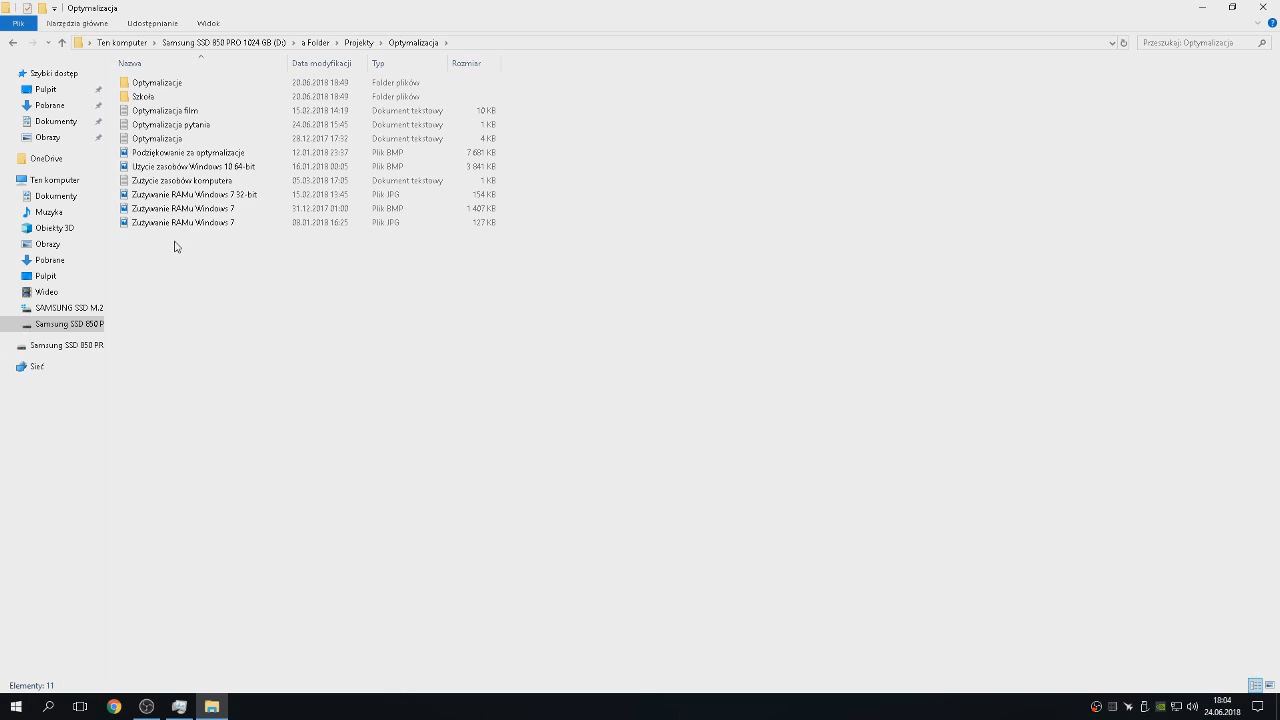 Optymalizacja
Plik Narzędzia główne Udostępnianie Widok
Ten komputer Samsung SSD 850 PRO 1024 GB (D:) a Folder Projekty Optymalizacja Przeszukaj: Optymalizacja
Nazwa Data modyfikacji Typ Rozmiar
Szybki dostęp
Pulpit
Pobrane
Dokumenty
Obrazy
OneDrive
Ten komputer
Dokumenty
Muzyka
Obiekty 3D
Obrazy
Pobrane
Pulpit
Wideo
SAMSUNG SSD M.2
Samsung SSD 850 P
Samsung SSD 850 PR
Sieć
Optymalizacje 20.06.2018 18:49 Folder plików
Szkoła 20.06.2018 18:49 Folder plików
Optymalizacja film 15.02.2018 14:19 Dokument tekstowy 10 KB
Optymalizacja pytania 24.06.2018 15:45 Dokument tekstowy 1 KB
Optymalizacja 28.12.2017 17:32 Dokument tekstowy 4 KB
Podziękowanie za optymalizacje 12.01.2018 23:37 Plik BMP 7 681 KB
Użycie zasobów Windows 10 64-bit 16.01.2018 00:05 Plik BMP 3 841 KB
Zużycie zasobów komputera 05.03.2018 17:05 Dokument tekstowy 1 KB
Zużywanie RAMu Windows 7 32-bit 15.02.2018 13:45 Plik JPG 154 KB
Zużywanie RAMu Windows 7 31.12.2017 01:00 Plik BMP 1 407 KB
Zużywanie RAMu Windows 7 08.01.2018 16:25 Plik JPG 127 KB
Elementy: 11
18:04
24.06.2018